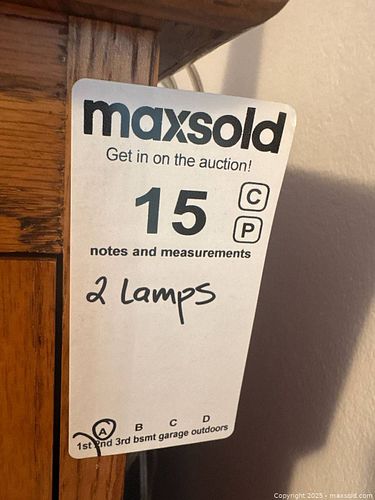 maxsold
Get in on the auction!
15
C
P
notes and measurements
2 Lamps
A B C D
1st 2nd 3rd bsmt garage outdoors
Copyright 2025 - maxsold.com